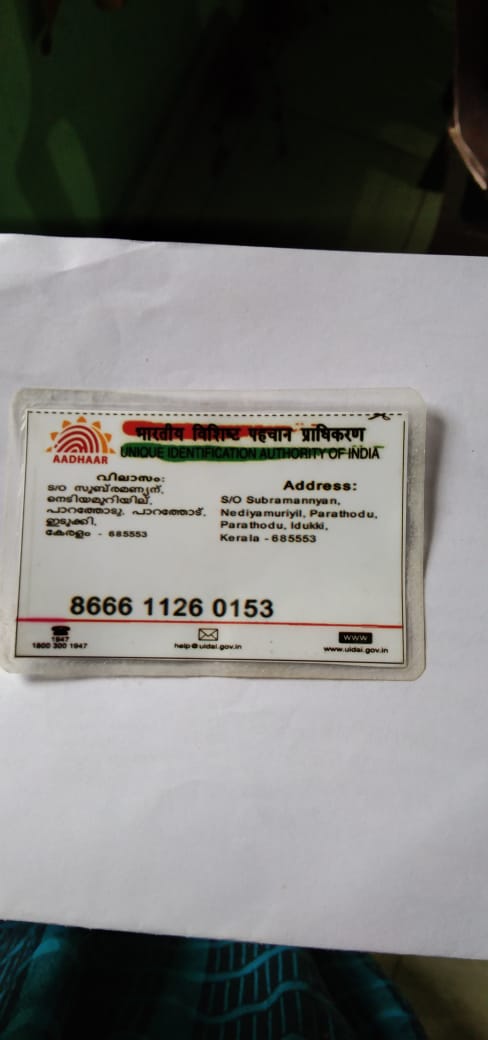 भारतीय विशिष्ट पहचान प्राधिकरण
UNIQUE IDENTIFICATION AUTHORITY OF INDIA
AADHAAR
വിലാസം:
S/O സുബ്രമണ്യന്,
നെടിയമുറിയില്,
പാറത്തോടു, പാറത്തോട്,
ഇടുക്കി,
കേരളം - 685553
Address:
S/O Subramannyan,
Nediyamuriyil, Parathodu,
Parathodu, Idukki,
Kerala - 685553
8666 1126 0153
1947
1800 300 1947
help@uidai.gov.in
www
www.uidai.gov.in